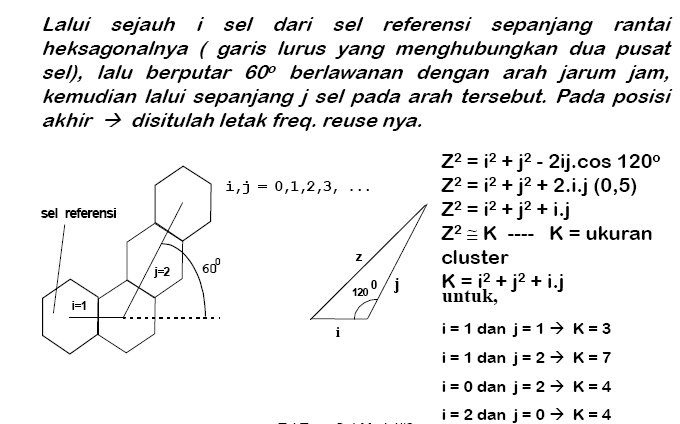 Lalui sejauh i sel dari sel referensi sepanjang rantai
heksagonalnya ( garis lurus yang menghubungkan dua pusat
sel), lalu berputar 60º berlawanan dengan arah jarum jam,
kemudian lalui sepanjang j sel pada arah tersebut. Pada posisi
akhir → disitulah letak freq. reuse nya.
i,j = 0,1,2,3, ...
sel referensi
i=1
j=2
60⁰
z
120⁰
j
i
Z² = i² + j² - 2ij.cos 120º
Z² = i² + j² + 2.i.j (0,5)
Z² = i² + j² + i.j
Z² ≅ K ---- K = ukuran
cluster
K = i² + j² + i.j
untuk,
i = 1 dan j = 1 → K = 3
i = 1 dan j = 2 → K = 7
i = 0 dan j = 2 → K = 4
i = 2 dan j = 0 → K = 4